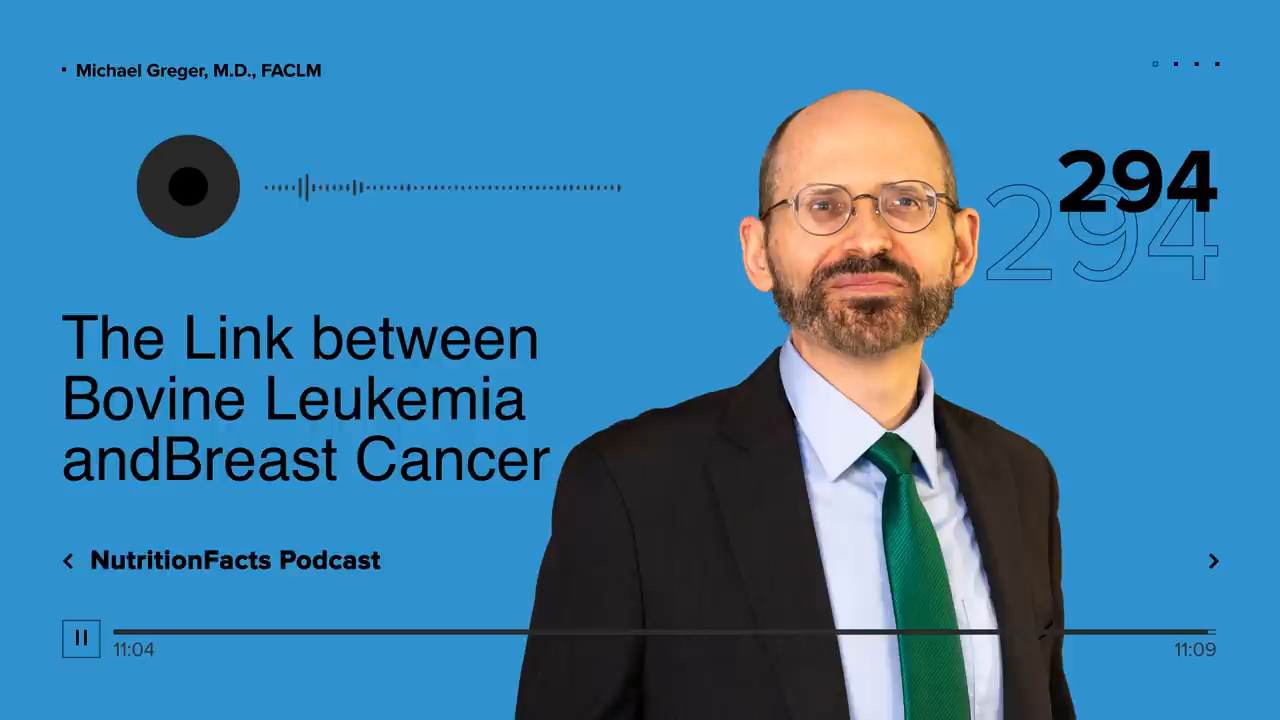 Michael Greger, M.D., FACLM
294
294
The Link between
Bovine Leukemia
andBreast Cancer
NutritionFacts Podcast
11:04
11:09